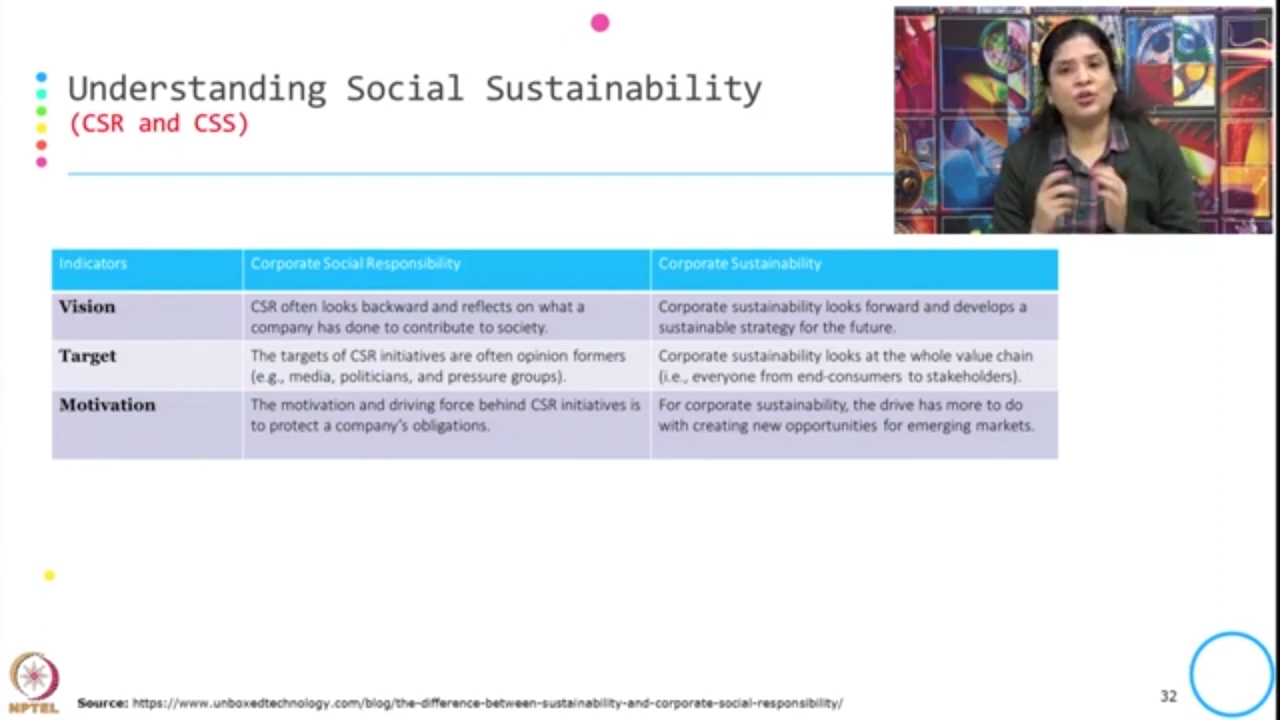 Understanding Social Sustainability
(CSR and CSS)
Indicators
Corporate Social Responsibility
Corporate Sustainability
Vision
CSR often looks backward and reflects on what a
company has done to contribute to society.
Corporate sustainability looks forward and develops a
sustainable strategy for the future.
Target
The targets of CSR initiatives are often opinion formers
(e.g., media, politicians, and pressure groups).
Corporate sustainability looks at the whole value chain
(i.e., everyone from end-consumers to stakeholders).
Motivation
The motivation and driving force behind CSR initiatives is
to protect a company’s obligations.
For corporate sustainability, the drive has more to do
with creating new opportunities for emerging markets.
NPTEL
Source: https://www.unboxedtechnology.com/blog/the-difference-between-sustainability-and-corporate-social-responsibility/
32